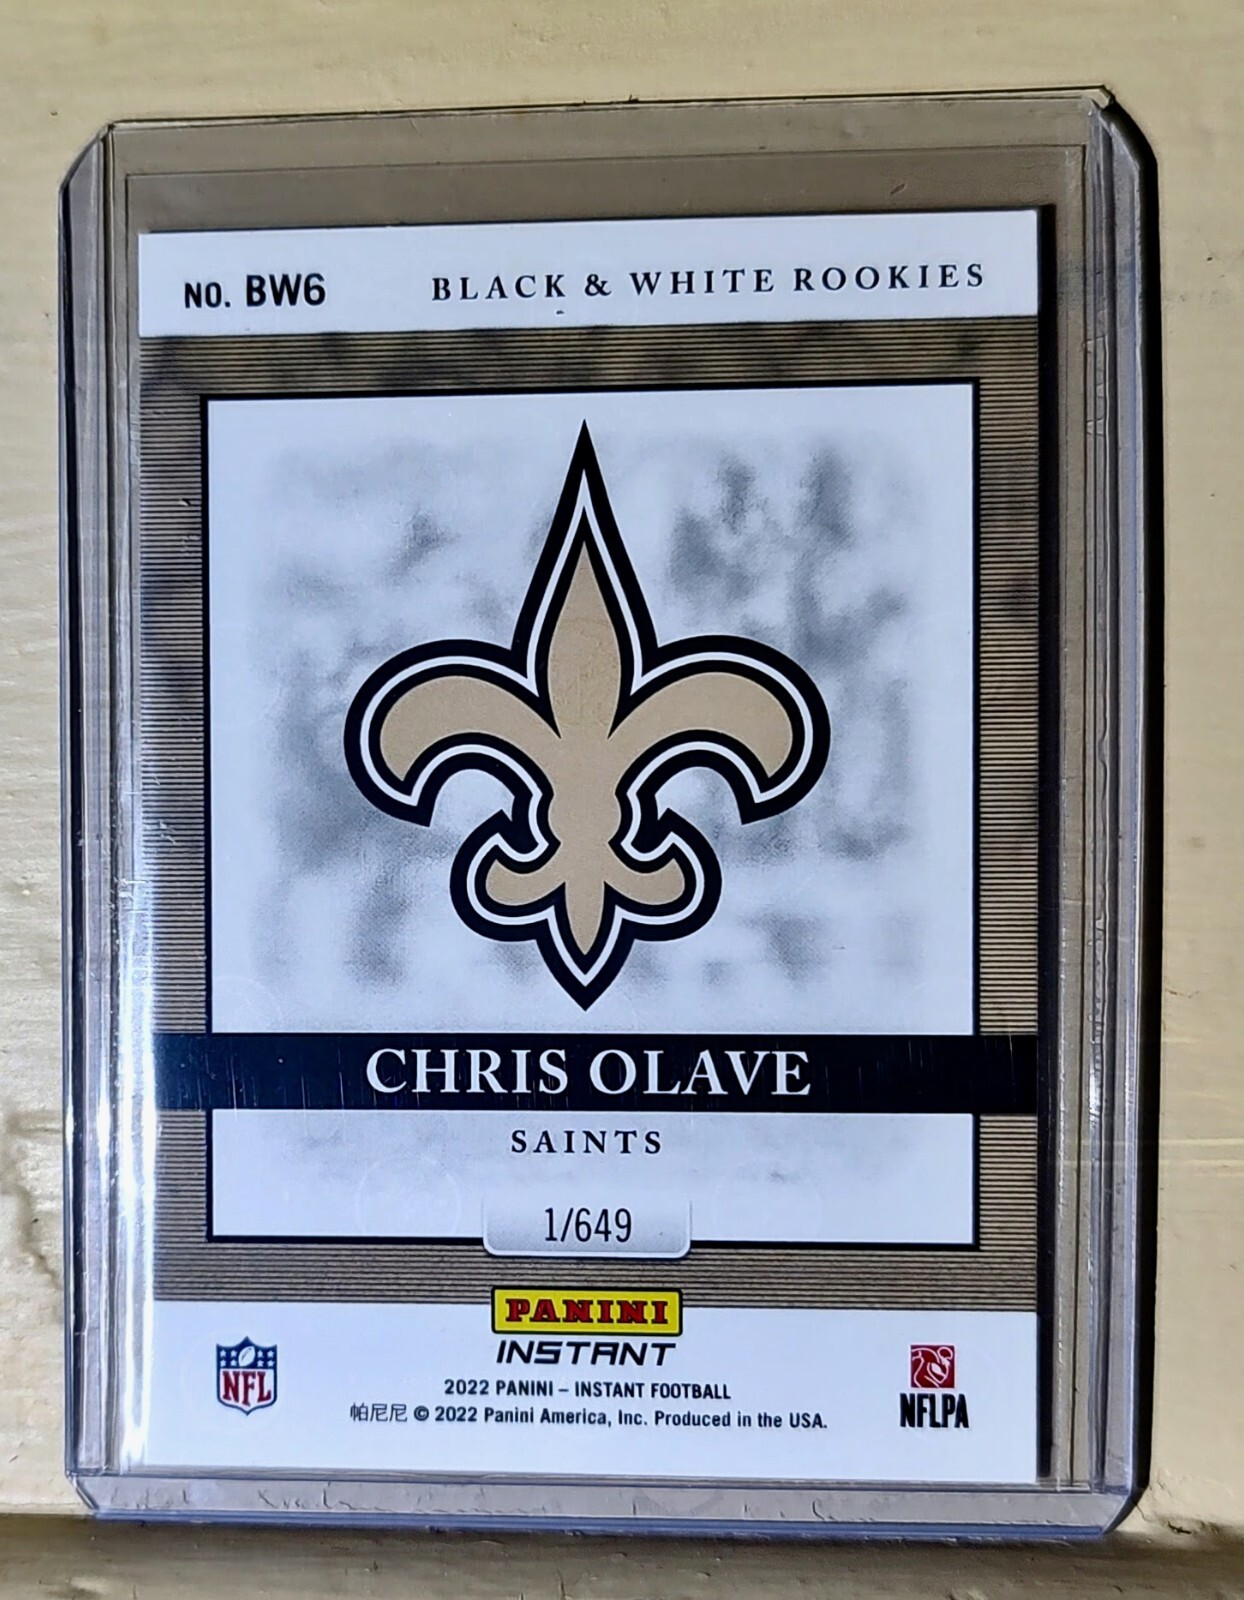 NO. BW6 BLACK & WHITE ROOKIES
CHRIS OLAVE
SAINTS
1/649
PANINI
INSTANT
2022 PANINI – INSTANT FOOTBALL
帕尼尼 © 2022 Panini America, Inc. Produced in the USA.
NFL
NFLPA